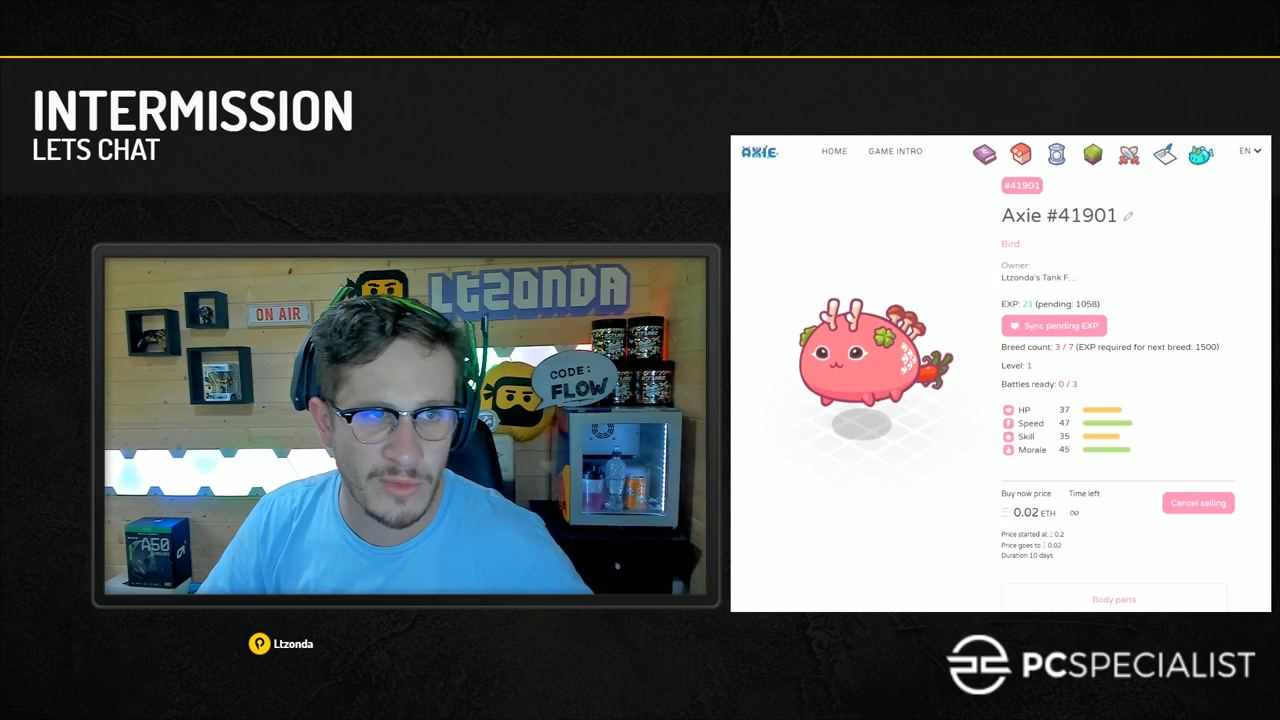 INTERMISSION
LETS CHAT
AXIE
HOME
GAME INTRO
EN
#41901
Axie #41901
Bird
Owner:
Ltzonda's Tank F...
EXP: 21 (pending: 1058)
Sync pending EXP
Breed count: 3 / 7 (EXP required for next breed: 1500)
Level: 1
Battles ready: 0 / 3
HP 37
Speed 47
Skill 35
Morale 45
Buy now price
Time left
Ξ 0.02 ETH
∞
Cancel selling
Price started at Ξ 0.2
Price goes to Ξ 0.02
Duration 10 days
Body parts
LTZONDA
ON AIR
CODE:
FLOW
A50
Ltzonda
PCSPECIALIST